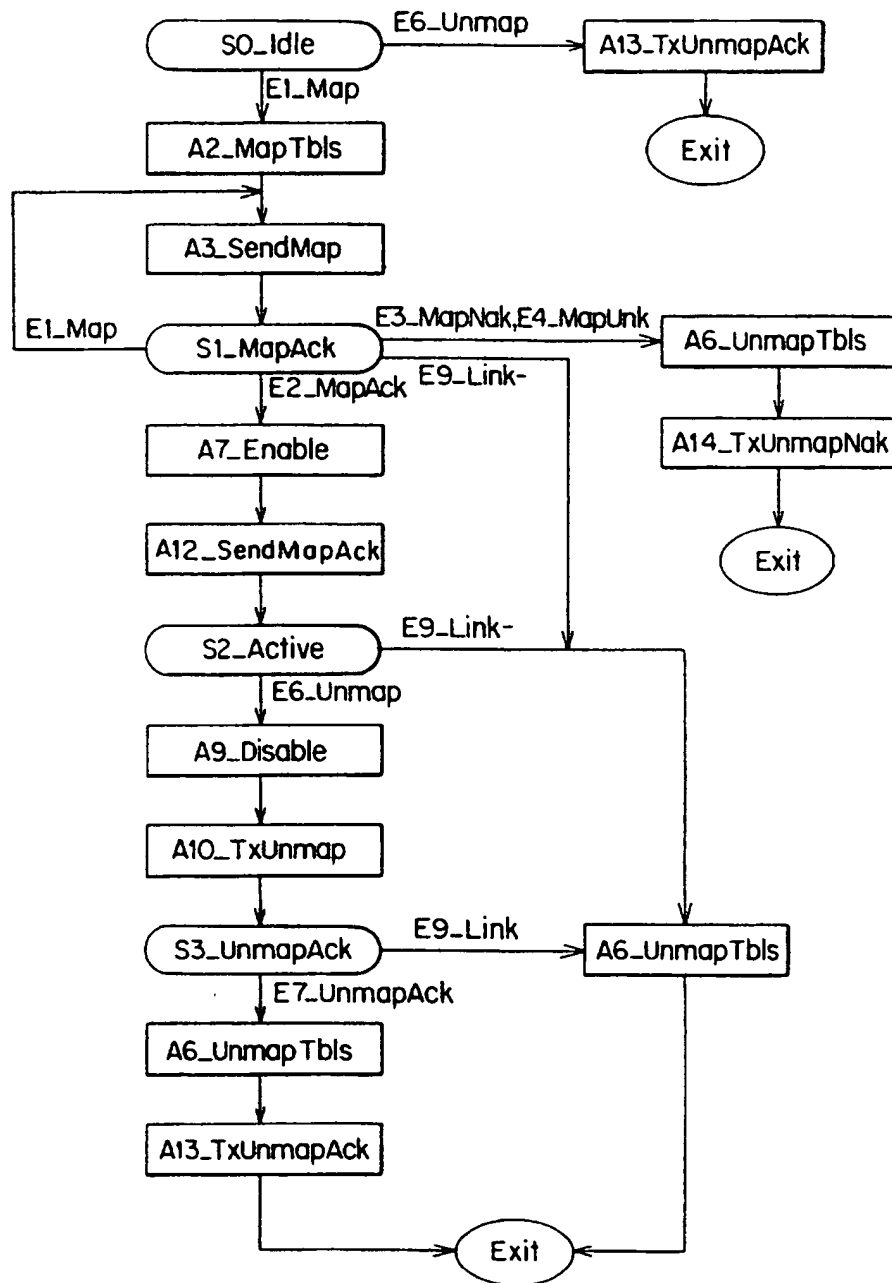 S0_Idle
E6_Unmap
A13_TxUnmapAck
E1_Map
Exit
A2_MapTbls
A3_SendMap
E1_Map
S1_MapAck
E3_MapNak,E4_MapUnk
A6_UnmapTbls
E2_MapAck
E9_Link-
A7_Enable
A14_TxUnmapNak
A12_SendMapAck
Exit
S2_Active
E9_Link-
E6_Unmap
A9_Disable
A10_TxUnmap
S3_UnmapAck
E9_Link
A6_UnmapTbls
E7_UnmapAck
A6_UnmapTbls
A13_TxUnmapAck
Exit